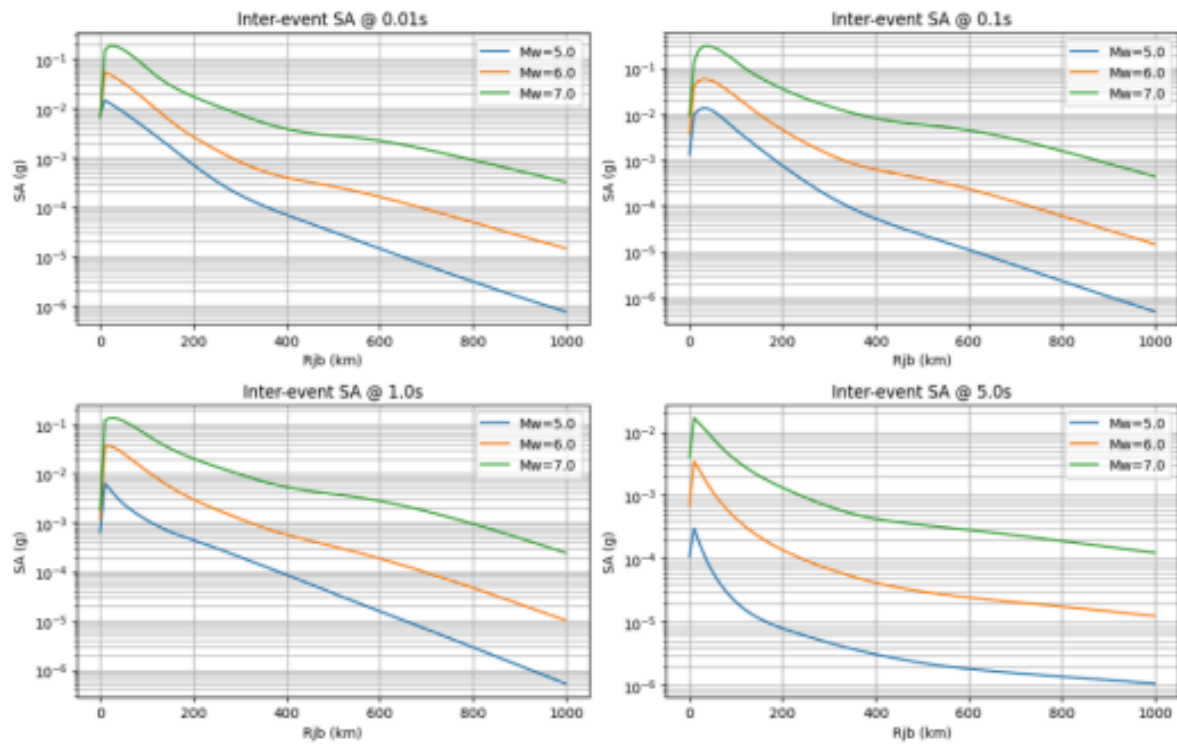 Inter-event SA @ 0.01s
SA (g)
10⁻¹
10⁻²
10⁻³
10⁻⁴
10⁻⁵
10⁻⁶
Mw=5.0
Mw=6.0
Mw=7.0
0 200 400 600 800 1000
Rjb (km)
Inter-event SA @ 0.1s
SA (g)
10⁻¹
10⁻²
10⁻³
10⁻⁴
10⁻⁵
10⁻⁶
Mw=5.0
Mw=6.0
Mw=7.0
0 200 400 600 800 1000
Rjb (km)
Inter-event SA @ 1.0s
SA (g)
10⁻¹
10⁻²
10⁻³
10⁻⁴
10⁻⁵
10⁻⁶
Mw=5.0
Mw=6.0
Mw=7.0
0 200 400 600 800 1000
Rjb (km)
Inter-event SA @ 5.0s
SA (g)
10⁻²
10⁻³
10⁻⁴
10⁻⁵
10⁻⁶
Mw=5.0
Mw=6.0
Mw=7.0
0 200 400 600 800 1000
Rjb (km)